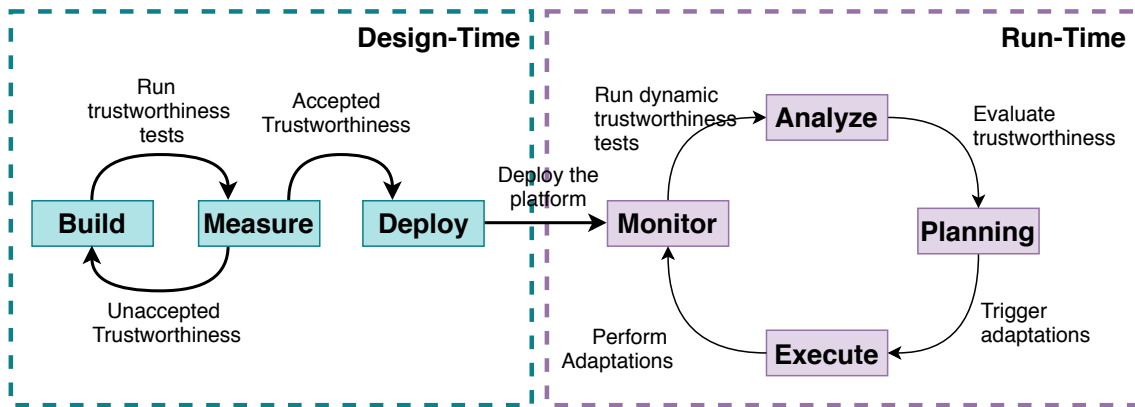 Design-Time
Run
trustworthiness
tests
Accepted
Trustworthiness
Build
Measure
Deploy
Unaccepted
Trustworthiness
Deploy the
platform
Run-Time
Run dynamic
trustworthiness
tests
Analyze
Evaluate
trustworthiness
Monitor
Planning
Perform
Adaptations
Execute
Trigger
adaptations